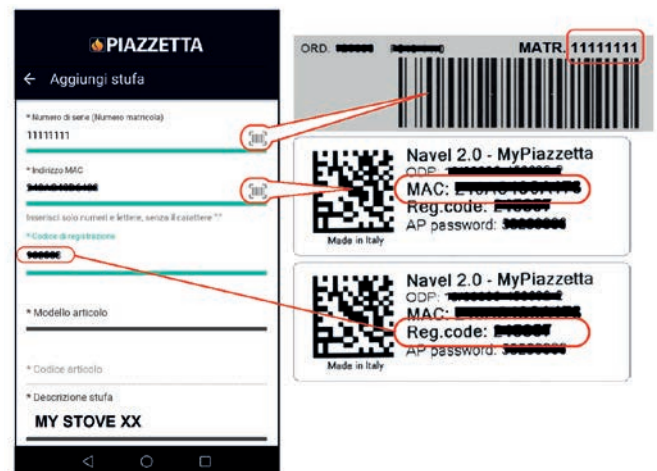 PIAZZETTA
← Aggiungi stufa
* Numero di serie (Numero matricola)
11111111
* Indirizzo MAC
Inserisci solo numeri e lettere, senza il carattere ":"
* Codice di registrazione
* Modello articolo
* Codice articolo
* Descrizione stufa
MY STOVE XX
ORD. MATR. 11111111
Navel 2.0 - MyPiazzetta
ODP:
MAC:
Reg.code:
AP password:
Made in Italy
Navel 2.0 - MyPiazzetta
ODP:
MAC:
Reg.code:
AP password:
Made in Italy